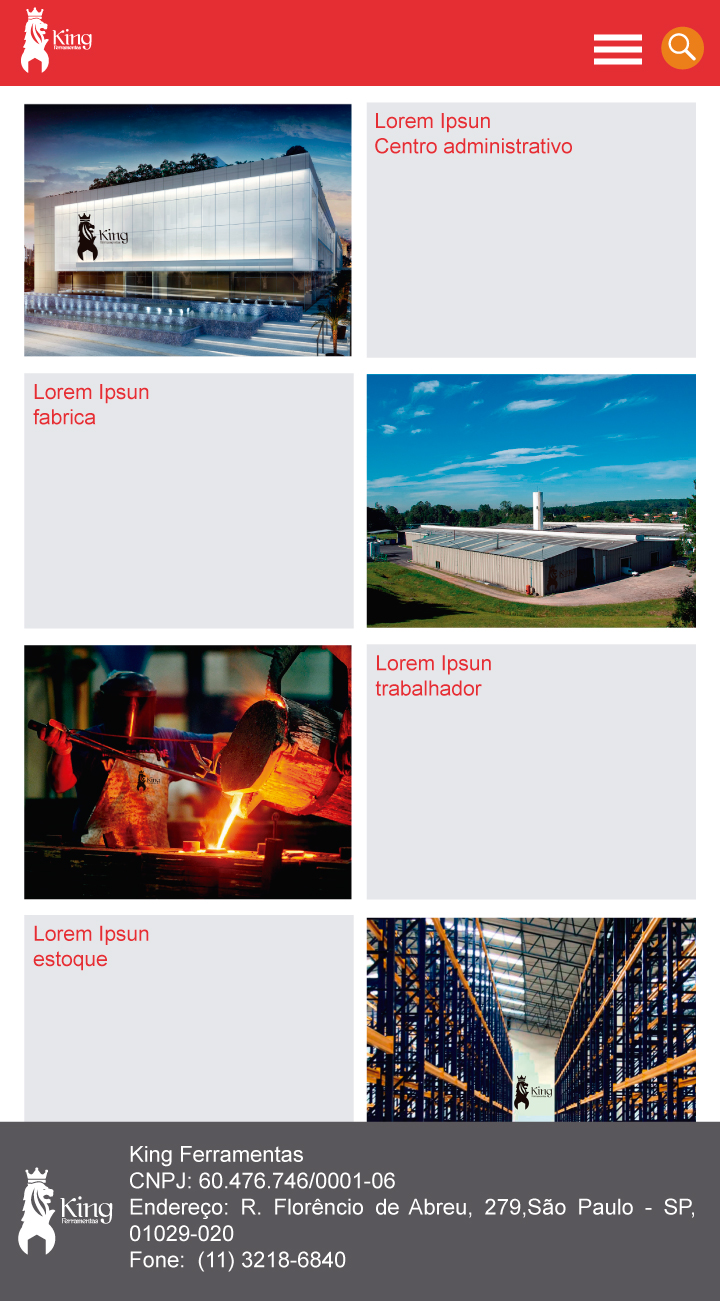 King
Ferramentas
Lorem Ipsun
Centro administrativo
King
Ferramentas
Lorem Ipsun
fabrica
Lorem Ipsun
trabalhador
King
Lorem Ipsun
estoque
King
King Ferramentas
CNPJ: 60.476.746/0001-06
Endereço: R. Florêncio de Abreu, 279,São Paulo - SP,
01029-020
Fone: (11) 3218-6840
King
Ferramentas